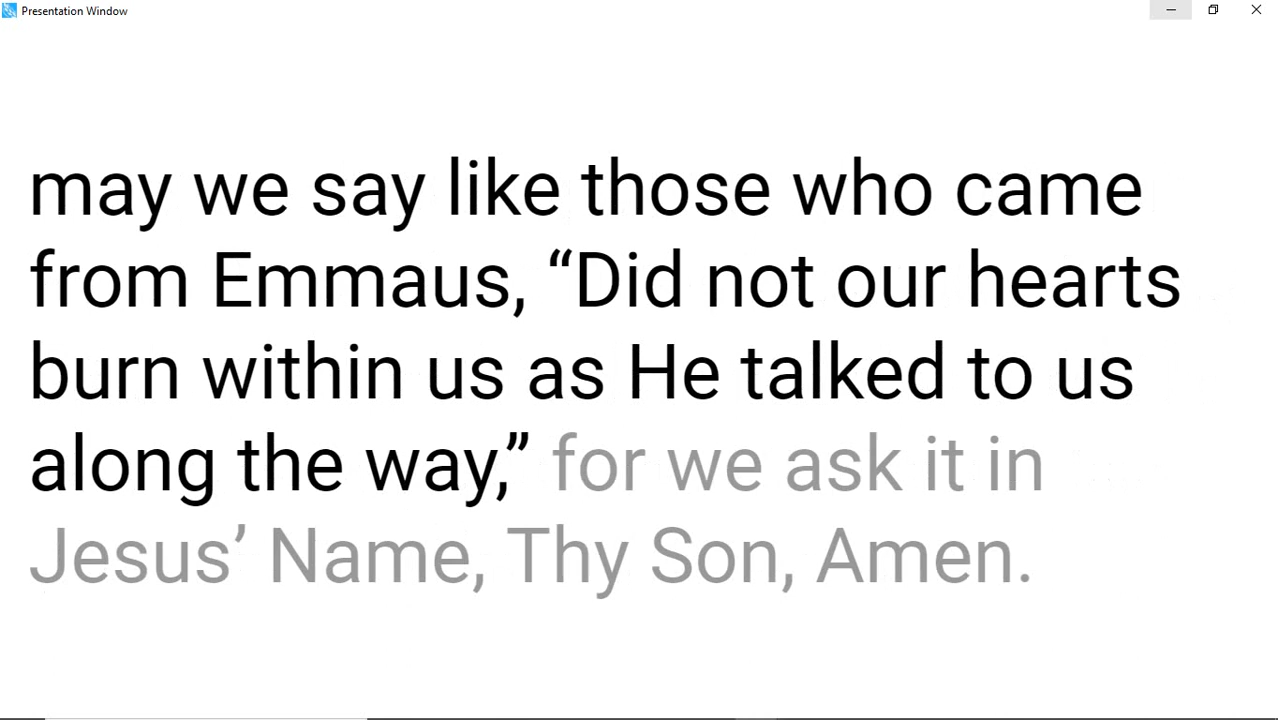 Presentation Window
may we say like those who came
from Emmaus, “Did not our hearts
burn within us as He talked to us
along the way,” for we ask it in
Jesus’ Name, Thy Son, Amen.